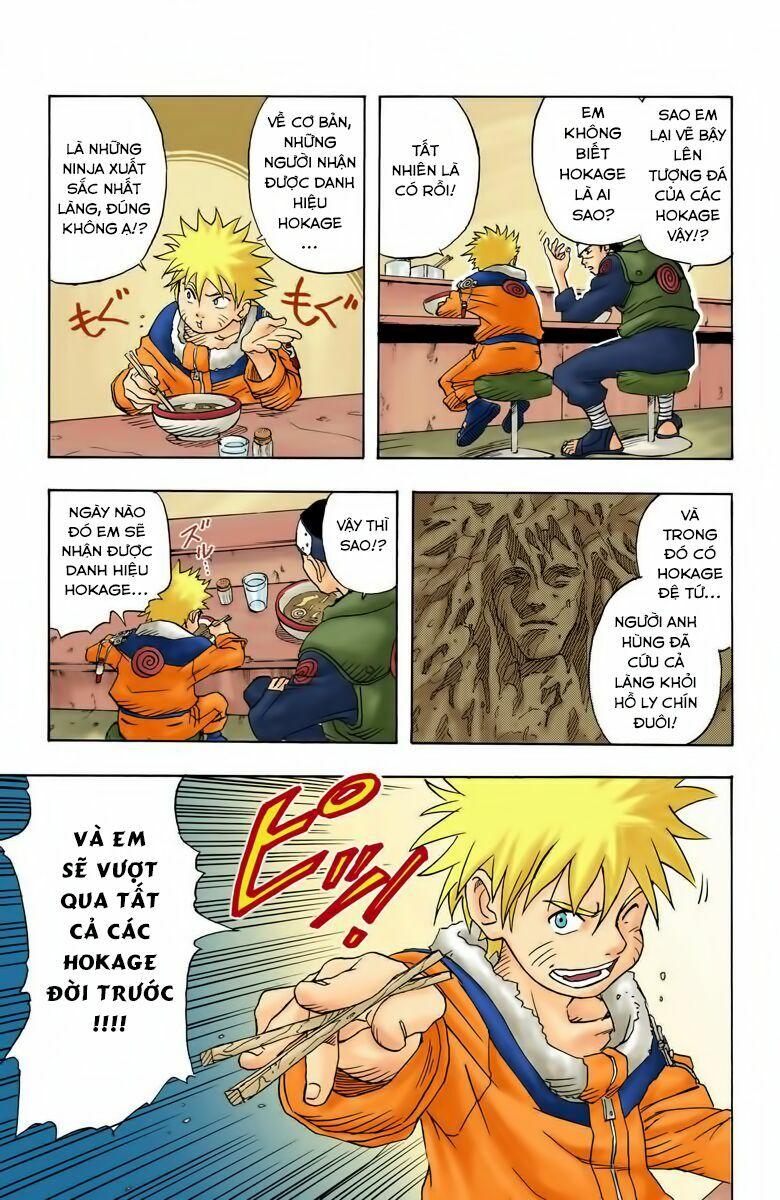 SAO EM
LẠI VẼ BẬY
LÊN
TƯỢNG ĐÁ
CỦA CÁC
HOKAGE
VẬY!?
EM
KHÔNG
BIẾT
HOKAGE
LÀ AI
SAO?
TẤT
NHIÊN LÀ
CÓ RỒI!
VỀ CƠ BẢN,
NHỮNG
NGƯỜI NHẬN
ĐƯỢC DANH
HIỆU
HOKAGE
...
LÀ NHỮNG
NINJA XUẤT
SẮC NHẤT
LÀNG, ĐÚNG
KHÔNG Ạ!?
もぐ
もぐ
VÀ
TRONG
ĐÓ CÓ
HOKAGE
ĐỆ TỨ...
NGƯỜI ANH
HÙNG ĐÃ
CỨU CẢ
LÀNG KHỎI
HỒ LY CHÍN
ĐUÔI!
VẬY THÌ
SAO!?
ズズ...
NGÀY NÀO
ĐÓ EM SẼ
NHẬN ĐƯỢC
DANH HIỆU
HOKAGE...
ピッ!
VÀ EM
SẼ VƯỢT
QUA TẤT
CẢ CÁC
HOKAGE
ĐỜI TRƯỚC
!!!!